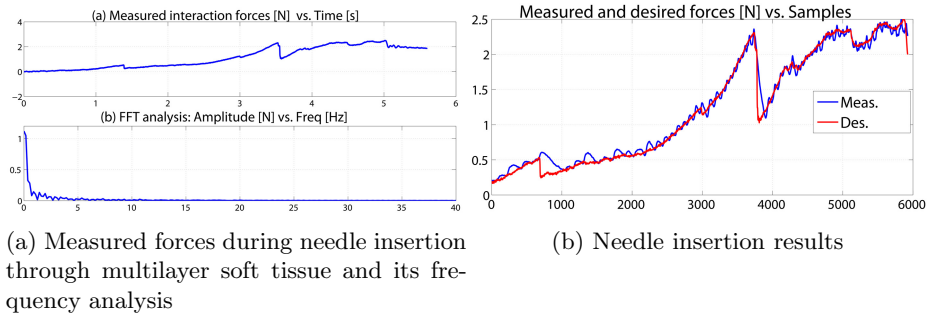 (a) Measured interaction forces [N] vs. Time [s]
4
2
0
−2
0 1 2 3 4 5 6
(b) FFT analysis: Amplitude [N] vs. Freq [Hz]
1
0.5
0
0 5 10 15 20 25 30 35 40
(a) Measured forces during needle insertion
through multilayer soft tissue and its fre-
quency analysis
Measured and desired forces [N] vs. Samples
2.5
2
1.5
1
0.5
0
0 1000 2000 3000 4000 5000 6000
Meas.
Des.
(b) Needle insertion results